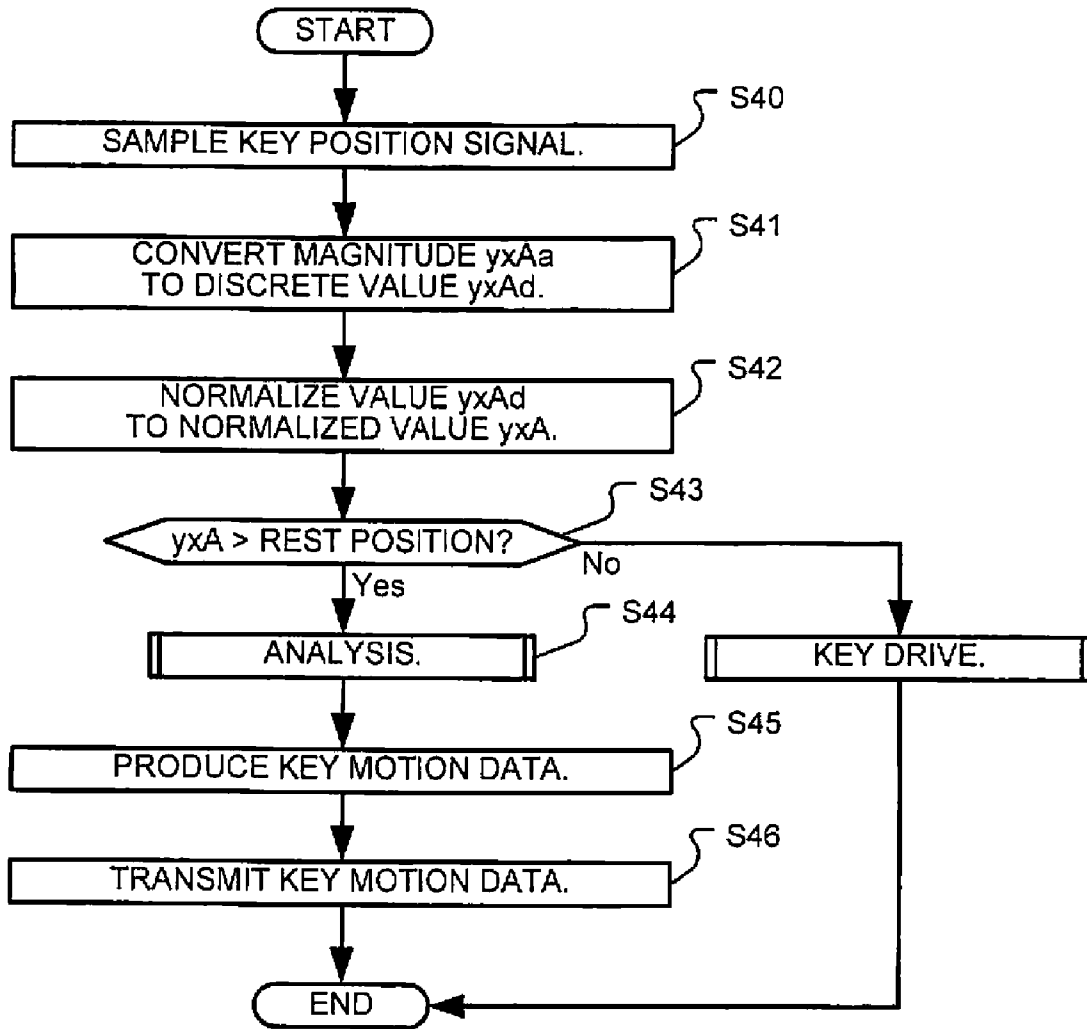 START
S40
SAMPLE KEY POSITION SIGNAL.
S41
CONVERT MAGNITUDE yxAa
TO DISCRETE VALUE yxAd.
S42
NORMALIZE VALUE yxAd
TO NORMALIZED VALUE yxA.
S43
yxA > REST POSITION?
No
Yes
S44
ANALYSIS.
KEY DRIVE.
S45
PRODUCE KEY MOTION DATA.
S46
TRANSMIT KEY MOTION DATA.
END